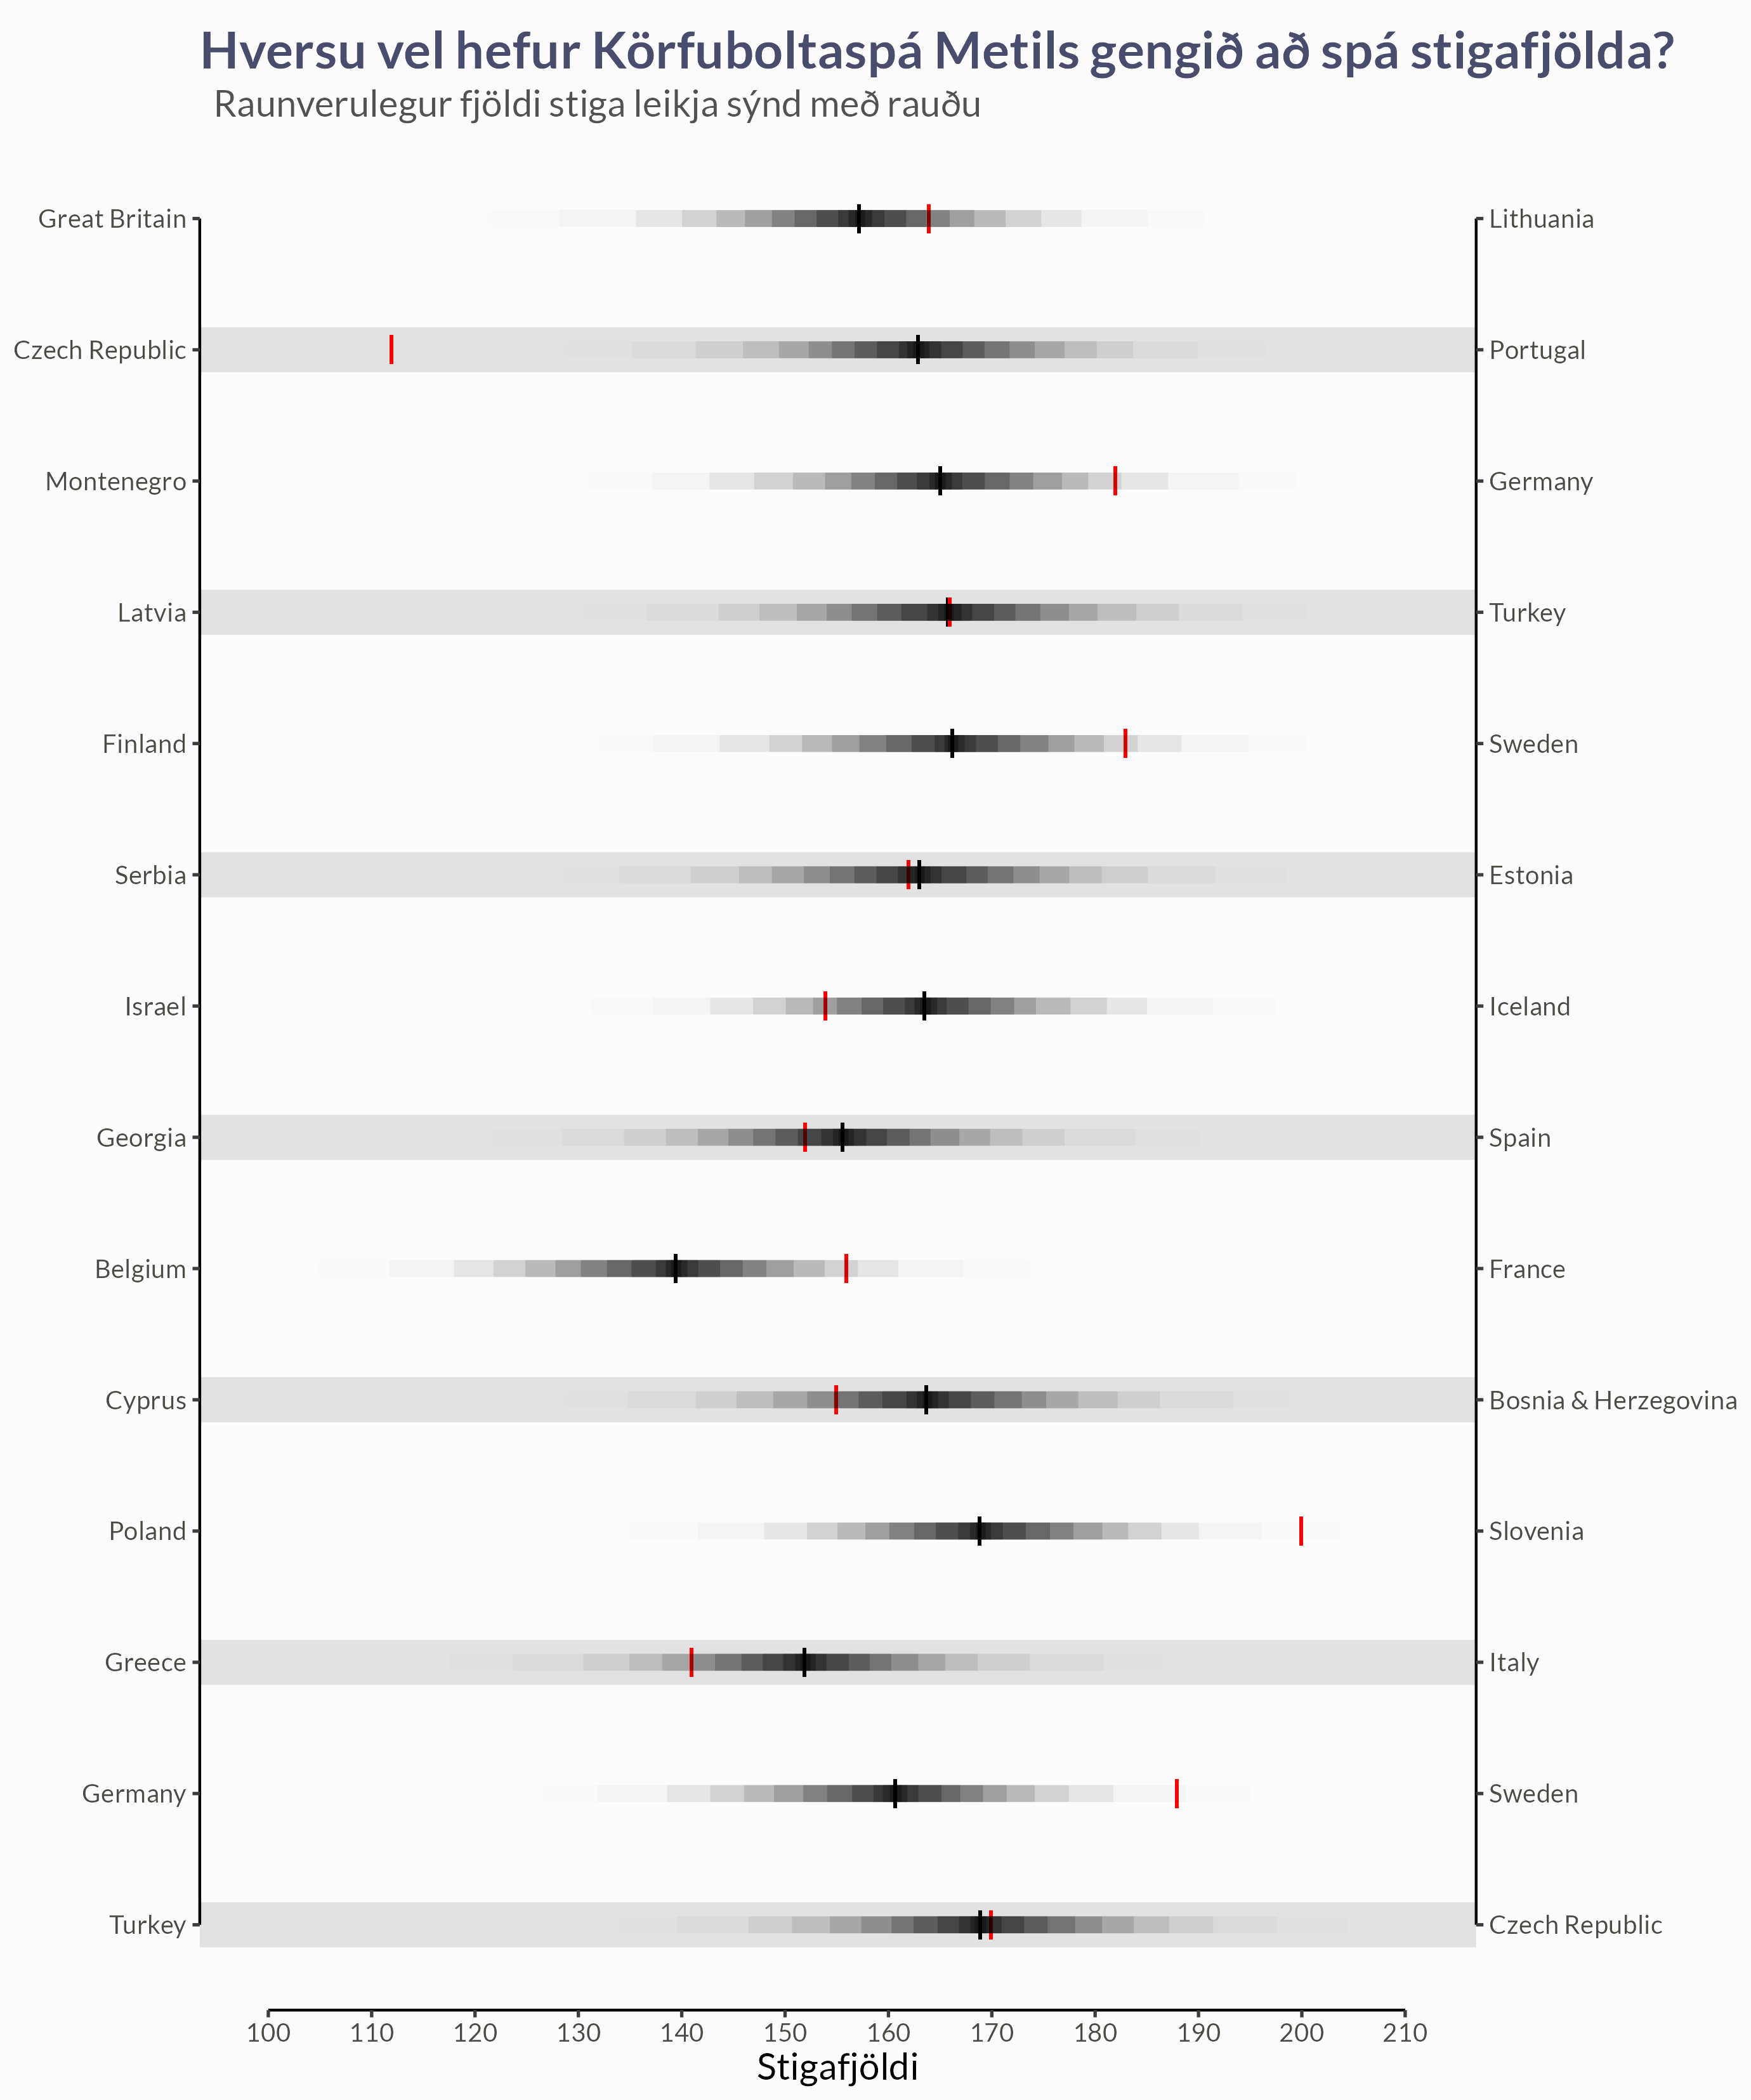 Hversu vel hefur Körfuboltaspá Metils gengið að spá stigafjölda?
Raunverulegur fjöldi stiga leikja sýnd með rauðu
Great Britain Lithuania
Czech Republic Portugal
Montenegro Germany
Latvia Turkey
Finland Sweden
Serbia Estonia
Israel Iceland
Georgia Spain
Belgium France
Cyprus Bosnia & Herzegovina
Poland Slovenia
Greece Italy
Germany Sweden
Turkey Czech Republic
100 110 120 130 140 150 160 170 180 190 200 210
Stigafjöldi